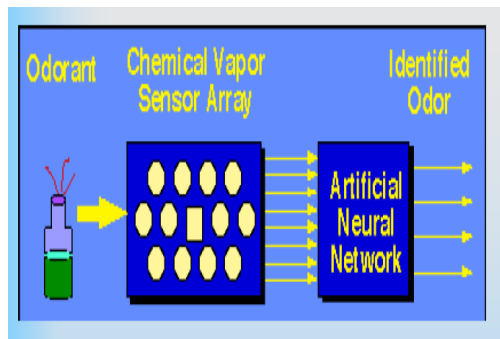 Odorant
Chemical Vapor
Sensor Array
Identified
Odor
Artificial
Neural
Network